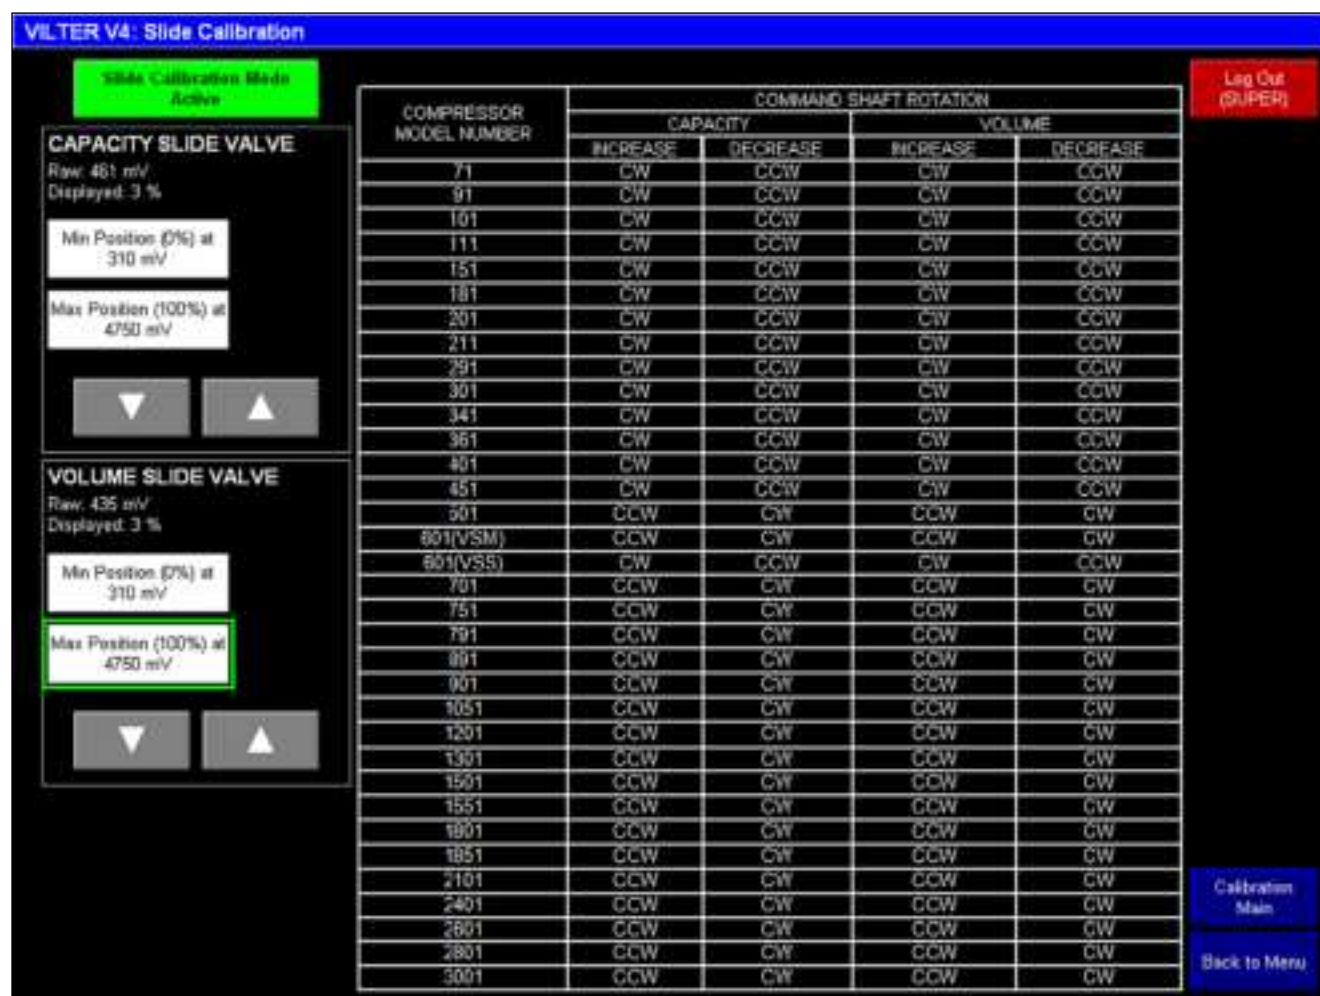 VILTER V4: Slide Calibration
Slide Calibration Mode
Active
CAPACITY SLIDE VALVE
Raw: 461 mV
Displayed: 3 %
Min Position (0%) at
310 mV
Max Position (100%) at
4750 mV
VOLUME SLIDE VALVE
Raw: 435 mV
Displayed: 3 %
Min Position (0%) at
310 mV
Max Position (100%) at
4750 mV
COMPRESSOR
MODEL NUMBER
COMMAND SHAFT ROTATION
CAPACITY VOLUME
INCREASE DECREASE INCREASE DECREASE
71 CW CCW CW CCW
91 CW CCW CW CCW
101 CW CCW CW CCW
111 CW CCW CW CCW
151 CW CCW CW CCW
181 CW CCW CW CCW
201 CW CCW CW CCW
211 CW CCW CW CCW
291 CW CCW CW CCW
301 CW CCW CW CCW
341 CW CCW CW CCW
361 CW CCW CW CCW
401 CW CCW CW CCW
451 CW CCW CW CCW
501 CCW CW CCW CW
601(VSM) CCW CW CCW CW
601(VSS) CW CCW CW CCW
701 CCW CW CCW CW
751 CCW CW CCW CW
791 CCW CW CCW CW
891 CCW CW CCW CW
901 CCW CW CCW CW
1051 CCW CW CCW CW
1201 CCW CW CCW CW
1301 CCW CW CCW CW
1501 CCW CW CCW CW
1551 CCW CW CCW CW
1801 CCW CW CCW CW
1851 CCW CW CCW CW
2101 CCW CW CCW CW
2401 CCW CW CCW CW
2601 CCW CW CCW CW
2801 CCW CW CCW CW
3001 CCW CW CCW CW
Log Out
(SUPER)
Calibration
Main
Back to Menu